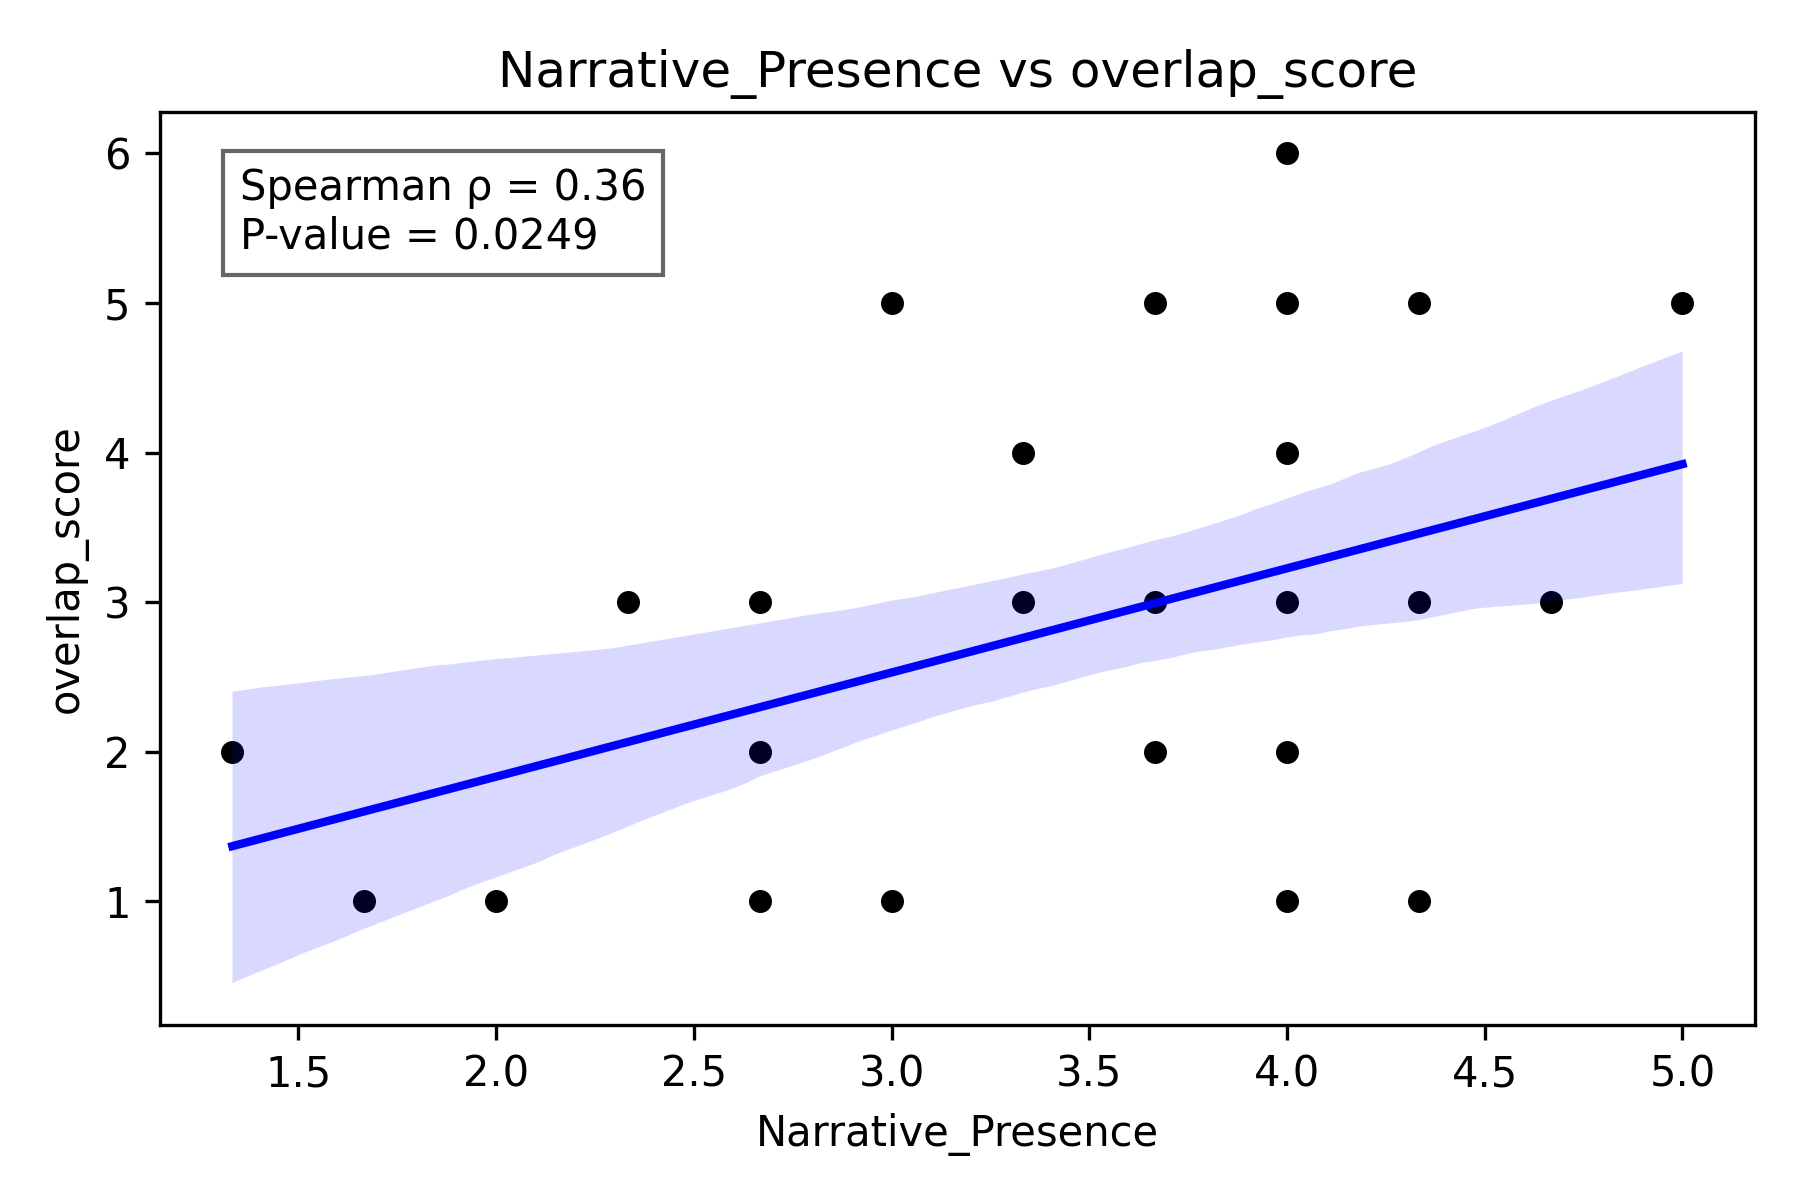 Narrative_Presence vs overlap_score
Spearman ρ = 0.36
P-value = 0.0249
6
5
4
3
2
1
overlap_score
1.5 2.0 2.5 3.0 3.5 4.0 4.5 5.0
Narrative_Presence